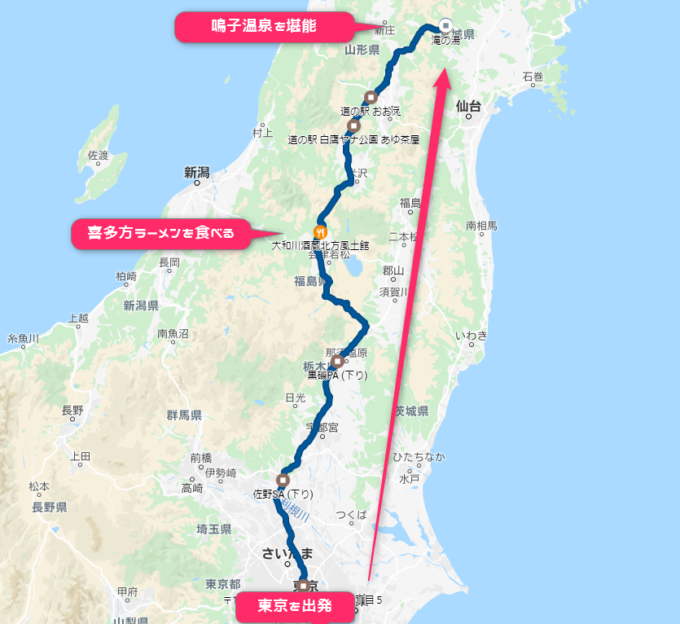 鳴子温泉を堪能
新庄
宮城県
滝の湯
山形県
石巻
道の駅 おおえ
仙台
村上
道の駅 白鷹ヤナ公園 あゆ茶屋
佐渡
新潟
米沢
福島
喜多方ラーメンを食べる
南相馬
二本松
大和川酒蔵北方風土館
会津若松
長岡
郡山
柏崎
福島県
須賀川
新潟県
上越
糸魚川
南魚沼
いわき
那須塩原
栃木県
黒磯PA (下り)
日光
長野
群馬県
茨城県
宇都宮
上田
前橋
ひたちなか
伊勢崎
高崎
水戸
松本
佐野SA (下り)
長野県
利根川
つくば
埼玉県
さいたま
東京都
東京
甲府
東京を出発
丁目5
山梨県